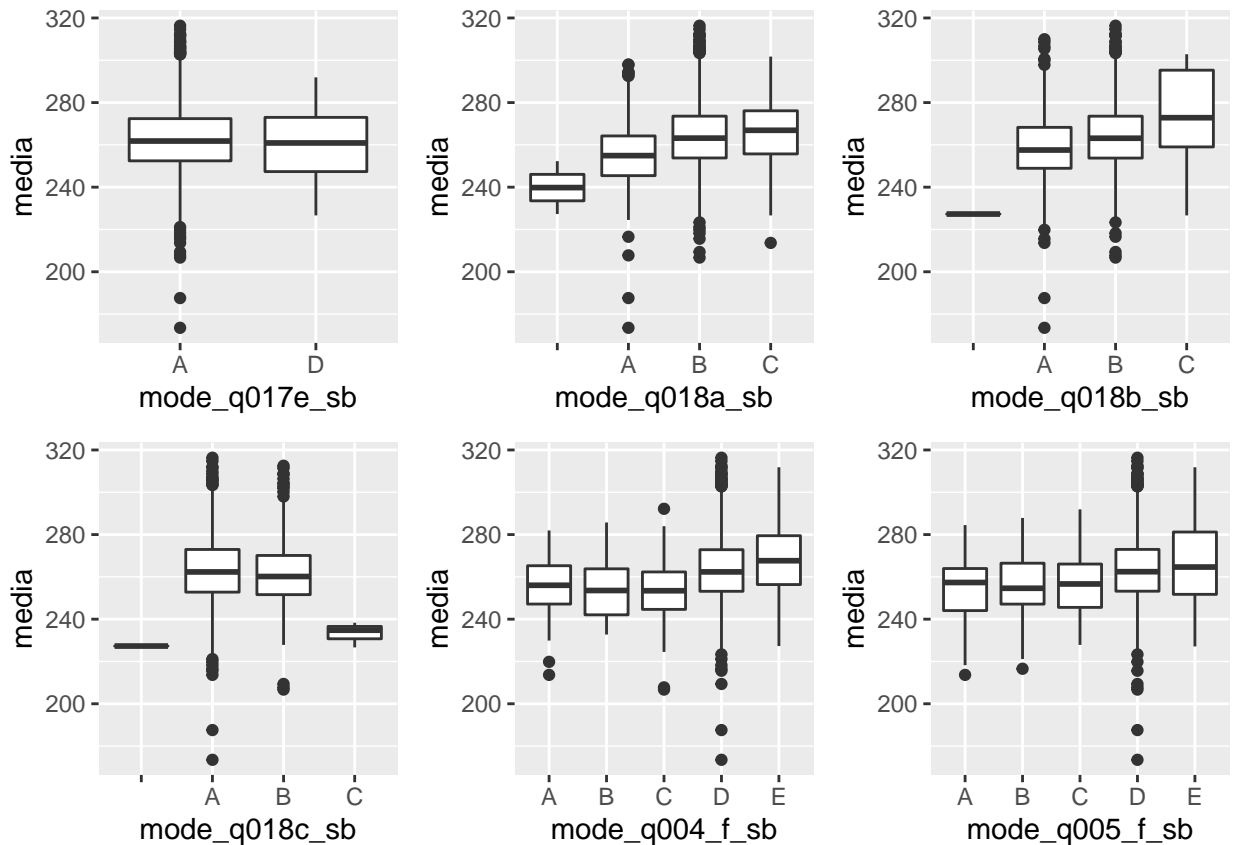 320
280
240
200
media
A D
mode_q017e_sb
320
280
240
200
media
A B C
mode_q018a_sb
320
280
240
200
media
A B C
mode_q018b_sb
320
280
240
200
media
A B C
mode_q018c_sb
320
280
240
200
media
A B C D E
mode_q004_f_sb
320
280
240
200
media
A B C D E
mode_q005_f_sb